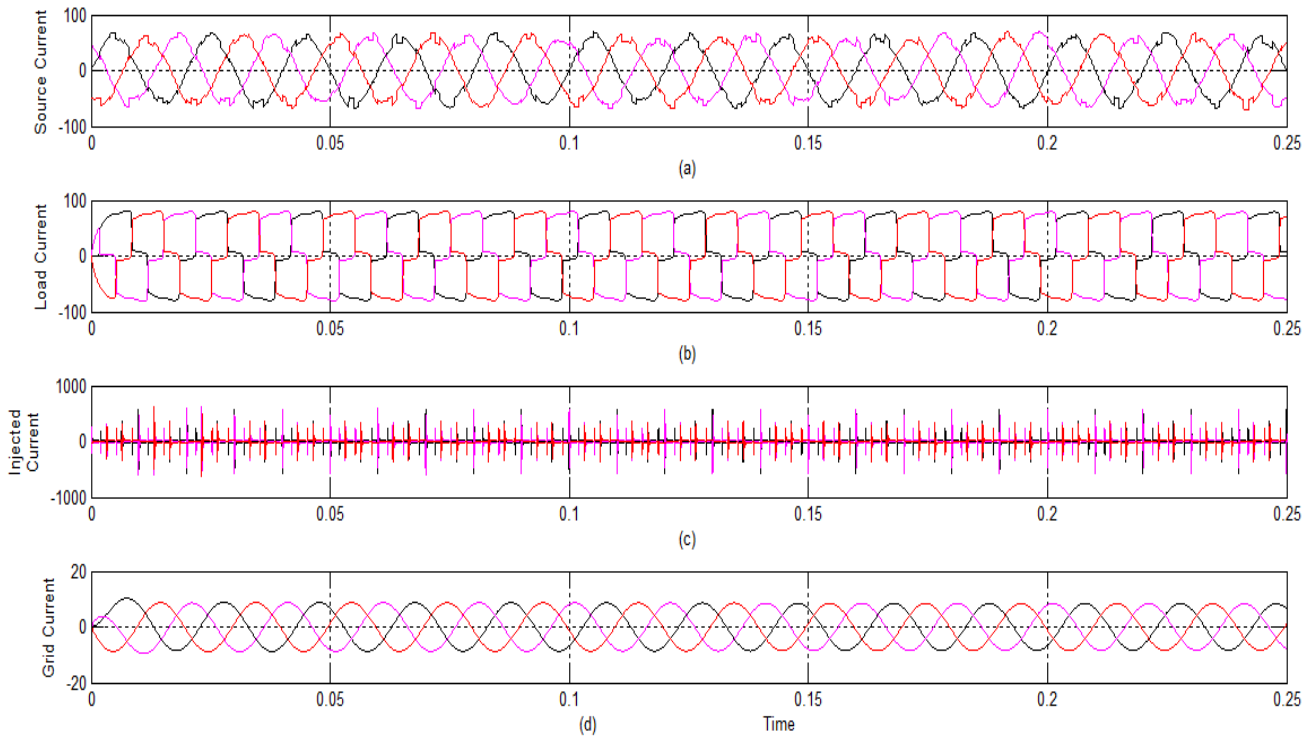 100
Source Current
0
-100
0 0.05 0.1 0.15 0.2 0.25
(a)
100
Load Current
0
-100
0 0.05 0.1 0.15 0.2 0.25
(b)
1000
Injected
Current
0
-1000
0 0.05 0.1 0.15 0.2 0.25
(c)
20
Grid Current
0
-20
0 0.05 0.1 0.15 0.2 0.25
(d) Time